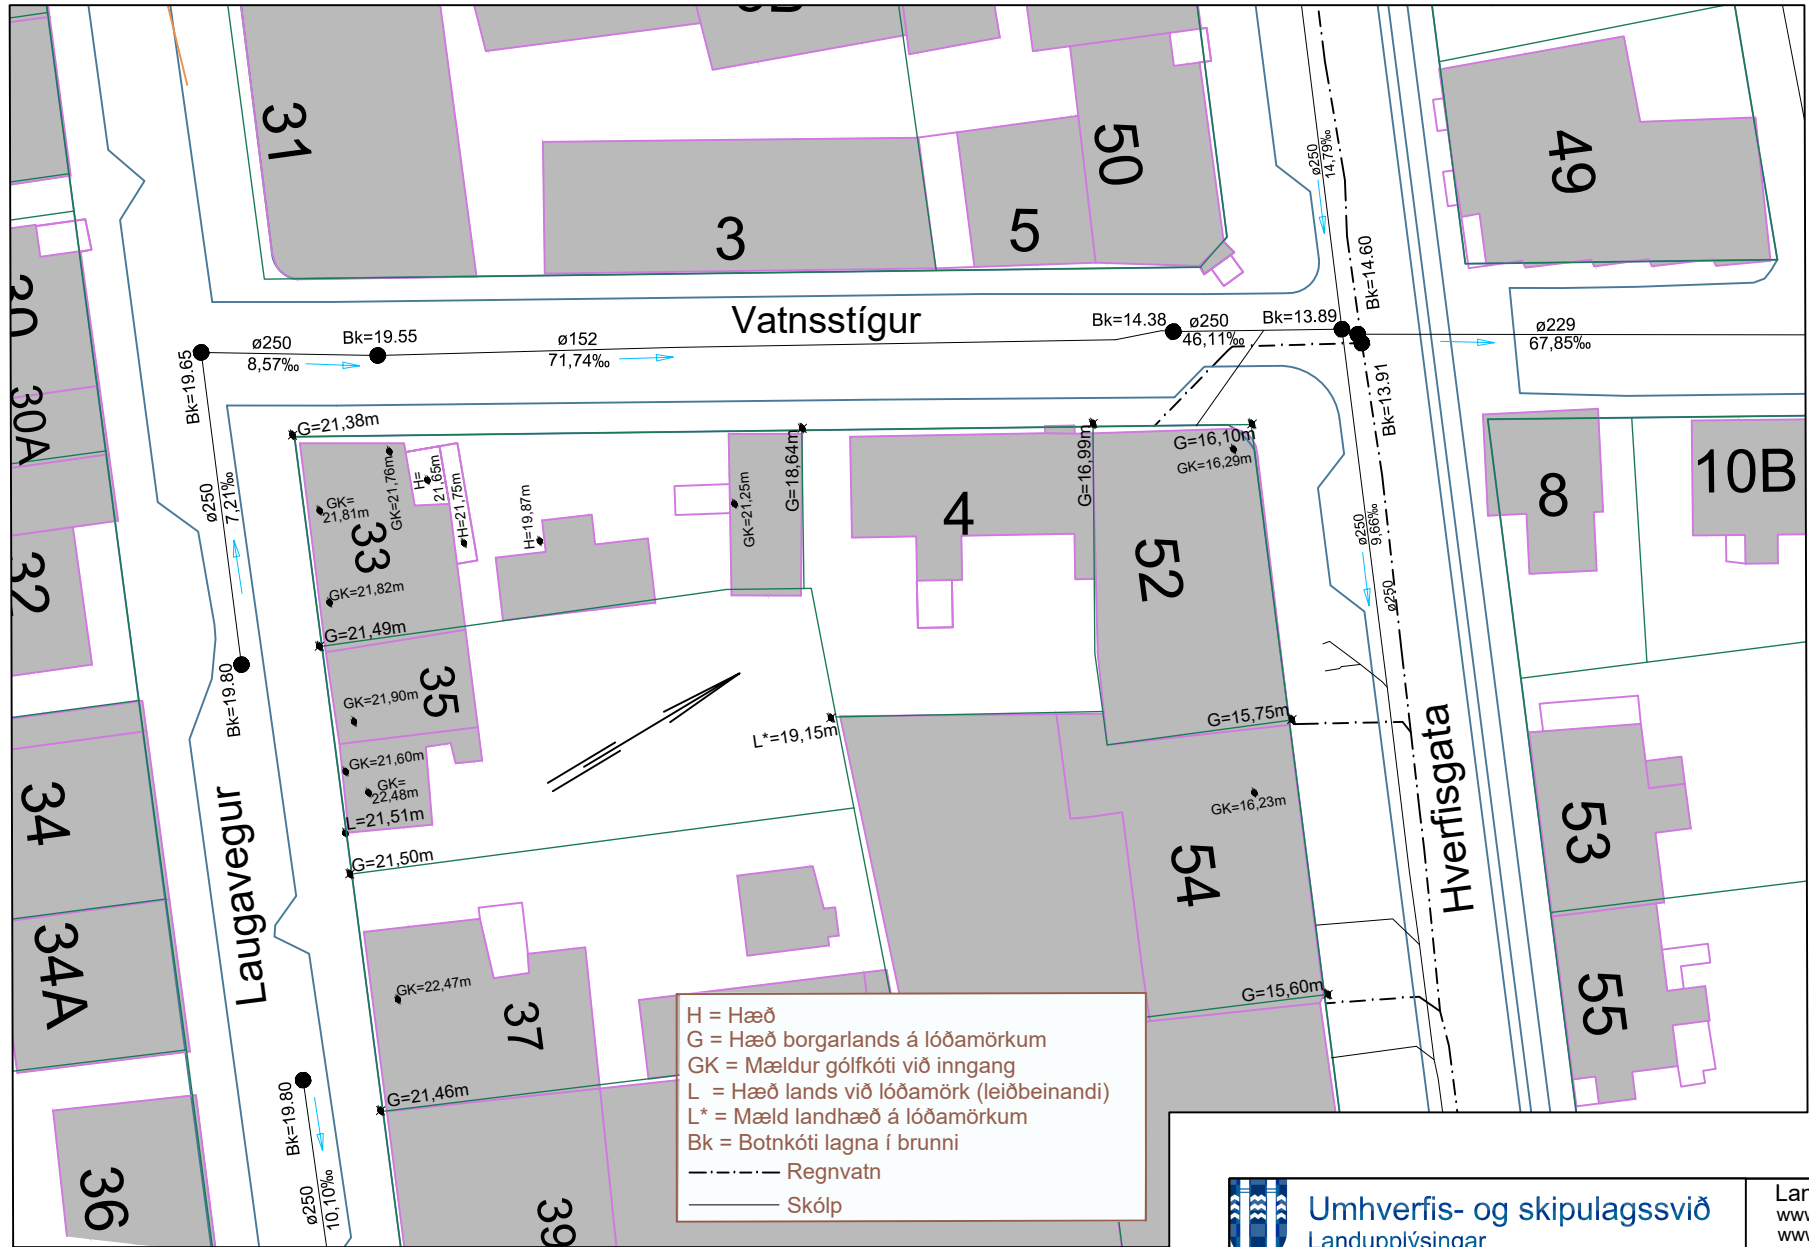 31
3
5
50
49
ø250
14,79‰
Bk=14.60
Vatnsstígur
Bk=19.65
ø250
8,57‰
Bk=19.55
ø152
71,74‰
Bk=14.38
ø250
46,11‰
Bk=13.89
ø229
67,85‰
Bk=13.91
30A
32
ø250
7,21‰
Bk=19.80
G=21,38m
GK=
21,81m
GK=21,76m
H=
21,65m
H=21,75m
33
GK=21,82m
H=19,87m
GK=21,25m
G=18,64m
4
G=16,99m
G=16,10m
GK=16,29m
52
ø250
9,66‰
ø250
8
10B
G=21,49m
35
GK=21,90m
GK=21,60m
GK=
22,48m
L=21,51m
G=21,50m
L*=19,15m
G=15,75m
GK=16,23m
54
Hverfisgata
53
55
34
34A
Laugavegur
GK=22,47m
37
G=15,60m
G=21,46m
Bk=19.80
ø250
10,10‰
36
39
H = Hæð
G = Hæð borgarlands á lóðamörkum
GK = Mældur gólfkóti við inngang
L = Hæð lands við lóðamörk (leiðbeinandi)
L* = Mæld landhæð á lóðamörkum
Bk = Botnkóti lagna í brunni
Regnvatn
Skólp
Umhverfis- og skipulagssvið
Landupplýsingar